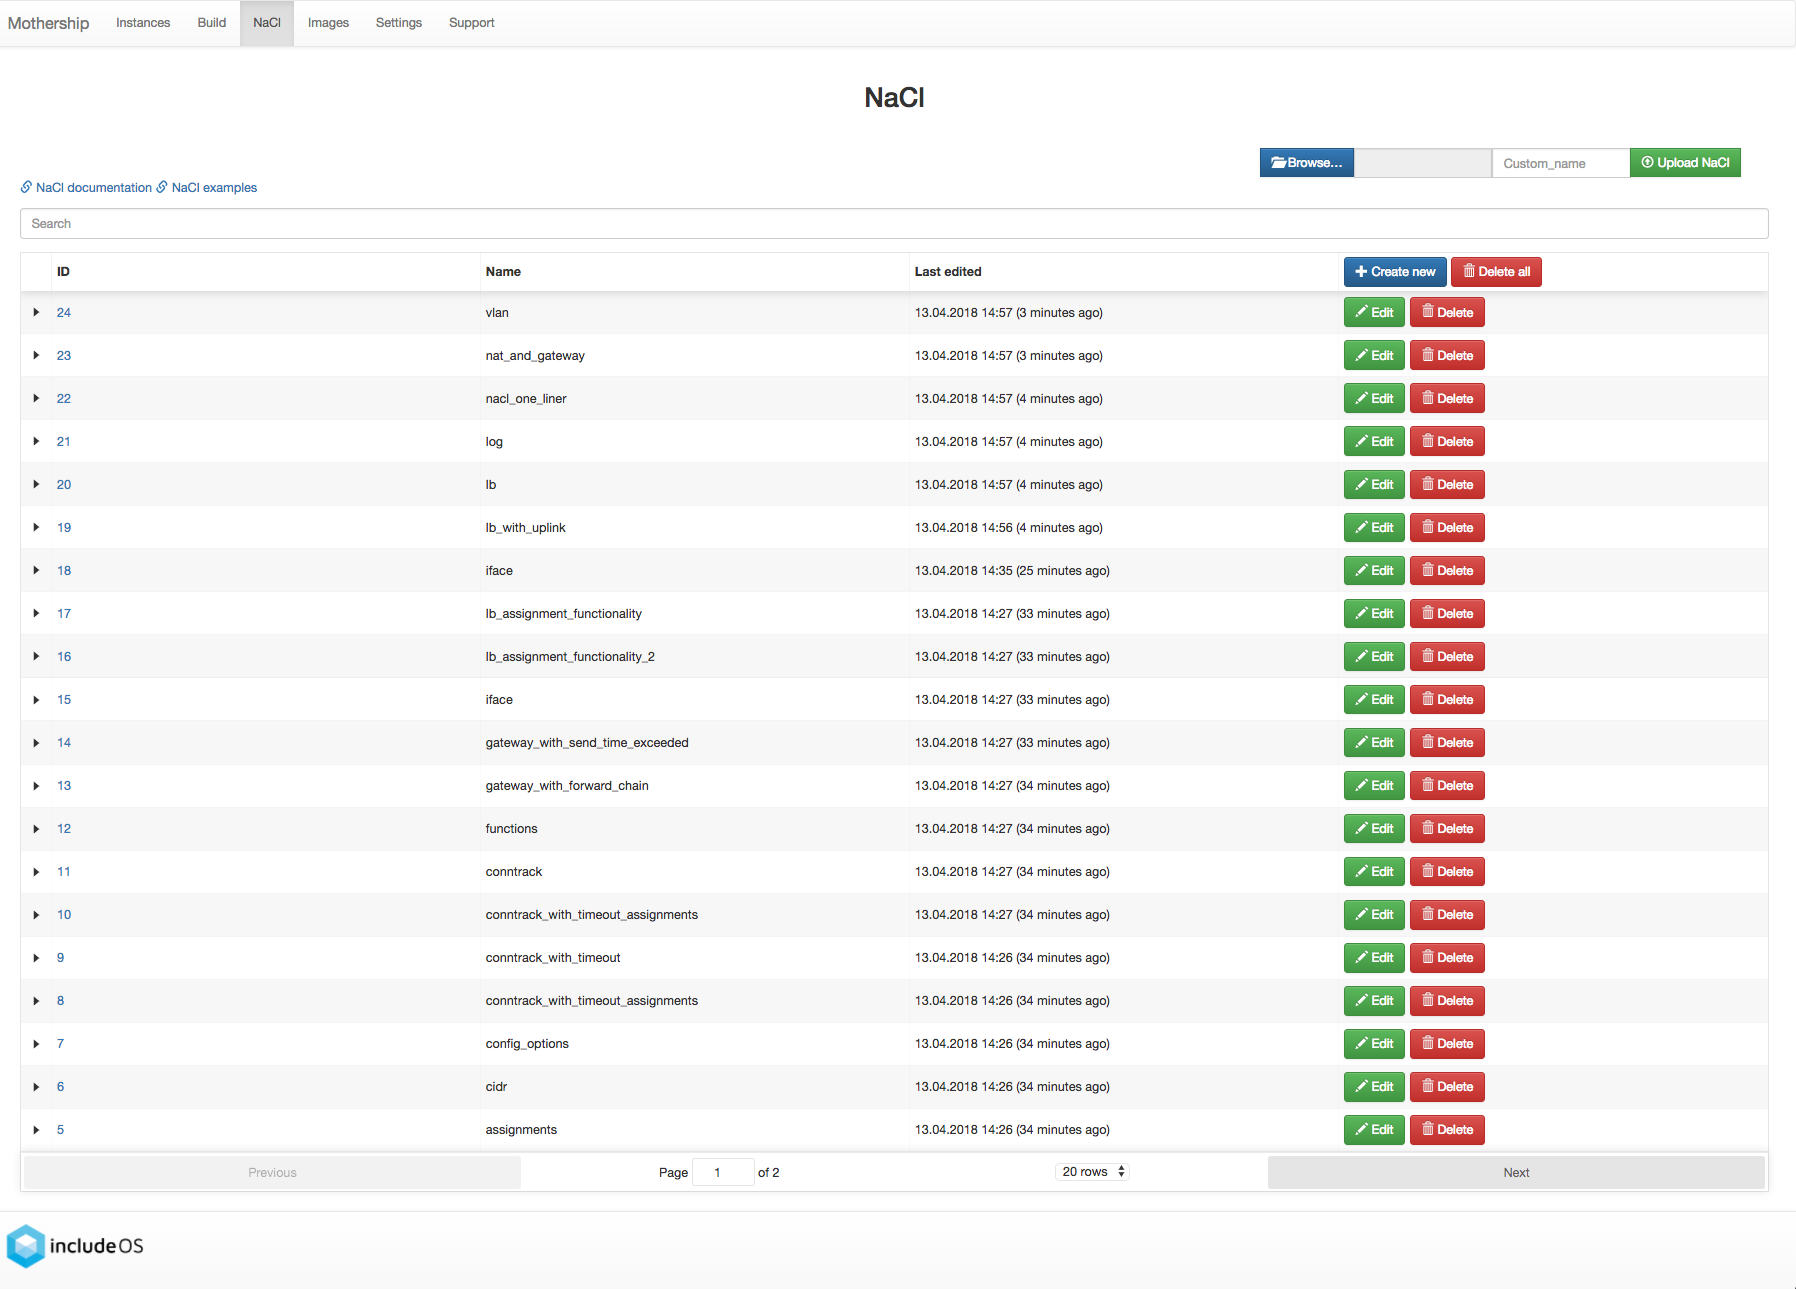 Mothership Instances Build NaCl Images Settings Support
NaCl
Browse... Custom_name Upload NaCl
NaCl documentation NaCl examples
Search
ID Name Last edited Create new Delete all
24 vlan 13.04.2018 14:57 (3 minutes ago) Edit Delete
23 nat_and_gateway 13.04.2018 14:57 (3 minutes ago) Edit Delete
22 nacl_one_liner 13.04.2018 14:57 (4 minutes ago) Edit Delete
21 log 13.04.2018 14:57 (4 minutes ago) Edit Delete
20 lb 13.04.2018 14:57 (4 minutes ago) Edit Delete
19 lb_with_uplink 13.04.2018 14:56 (4 minutes ago) Edit Delete
18 iface 13.04.2018 14:35 (25 minutes ago) Edit Delete
17 lb_assignment_functionality 13.04.2018 14:27 (33 minutes ago) Edit Delete
16 lb_assignment_functionality_2 13.04.2018 14:27 (33 minutes ago) Edit Delete
15 iface 13.04.2018 14:27 (33 minutes ago) Edit Delete
14 gateway_with_send_time_exceeded 13.04.2018 14:27 (33 minutes ago) Edit Delete
13 gateway_with_forward_chain 13.04.2018 14:27 (34 minutes ago) Edit Delete
12 functions 13.04.2018 14:27 (34 minutes ago) Edit Delete
11 conntrack 13.04.2018 14:27 (34 minutes ago) Edit Delete
10 conntrack_with_timeout_assignments 13.04.2018 14:27 (34 minutes ago) Edit Delete
9 conntrack_with_timeout 13.04.2018 14:26 (34 minutes ago) Edit Delete
8 conntrack_with_timeout_assignments 13.04.2018 14:26 (34 minutes ago) Edit Delete
7 config_options 13.04.2018 14:26 (34 minutes ago) Edit Delete
6 cidr 13.04.2018 14:26 (34 minutes ago) Edit Delete
5 assignments 13.04.2018 14:26 (34 minutes ago) Edit Delete
Previous Page 1 of 2 20 rows Next
includeOS